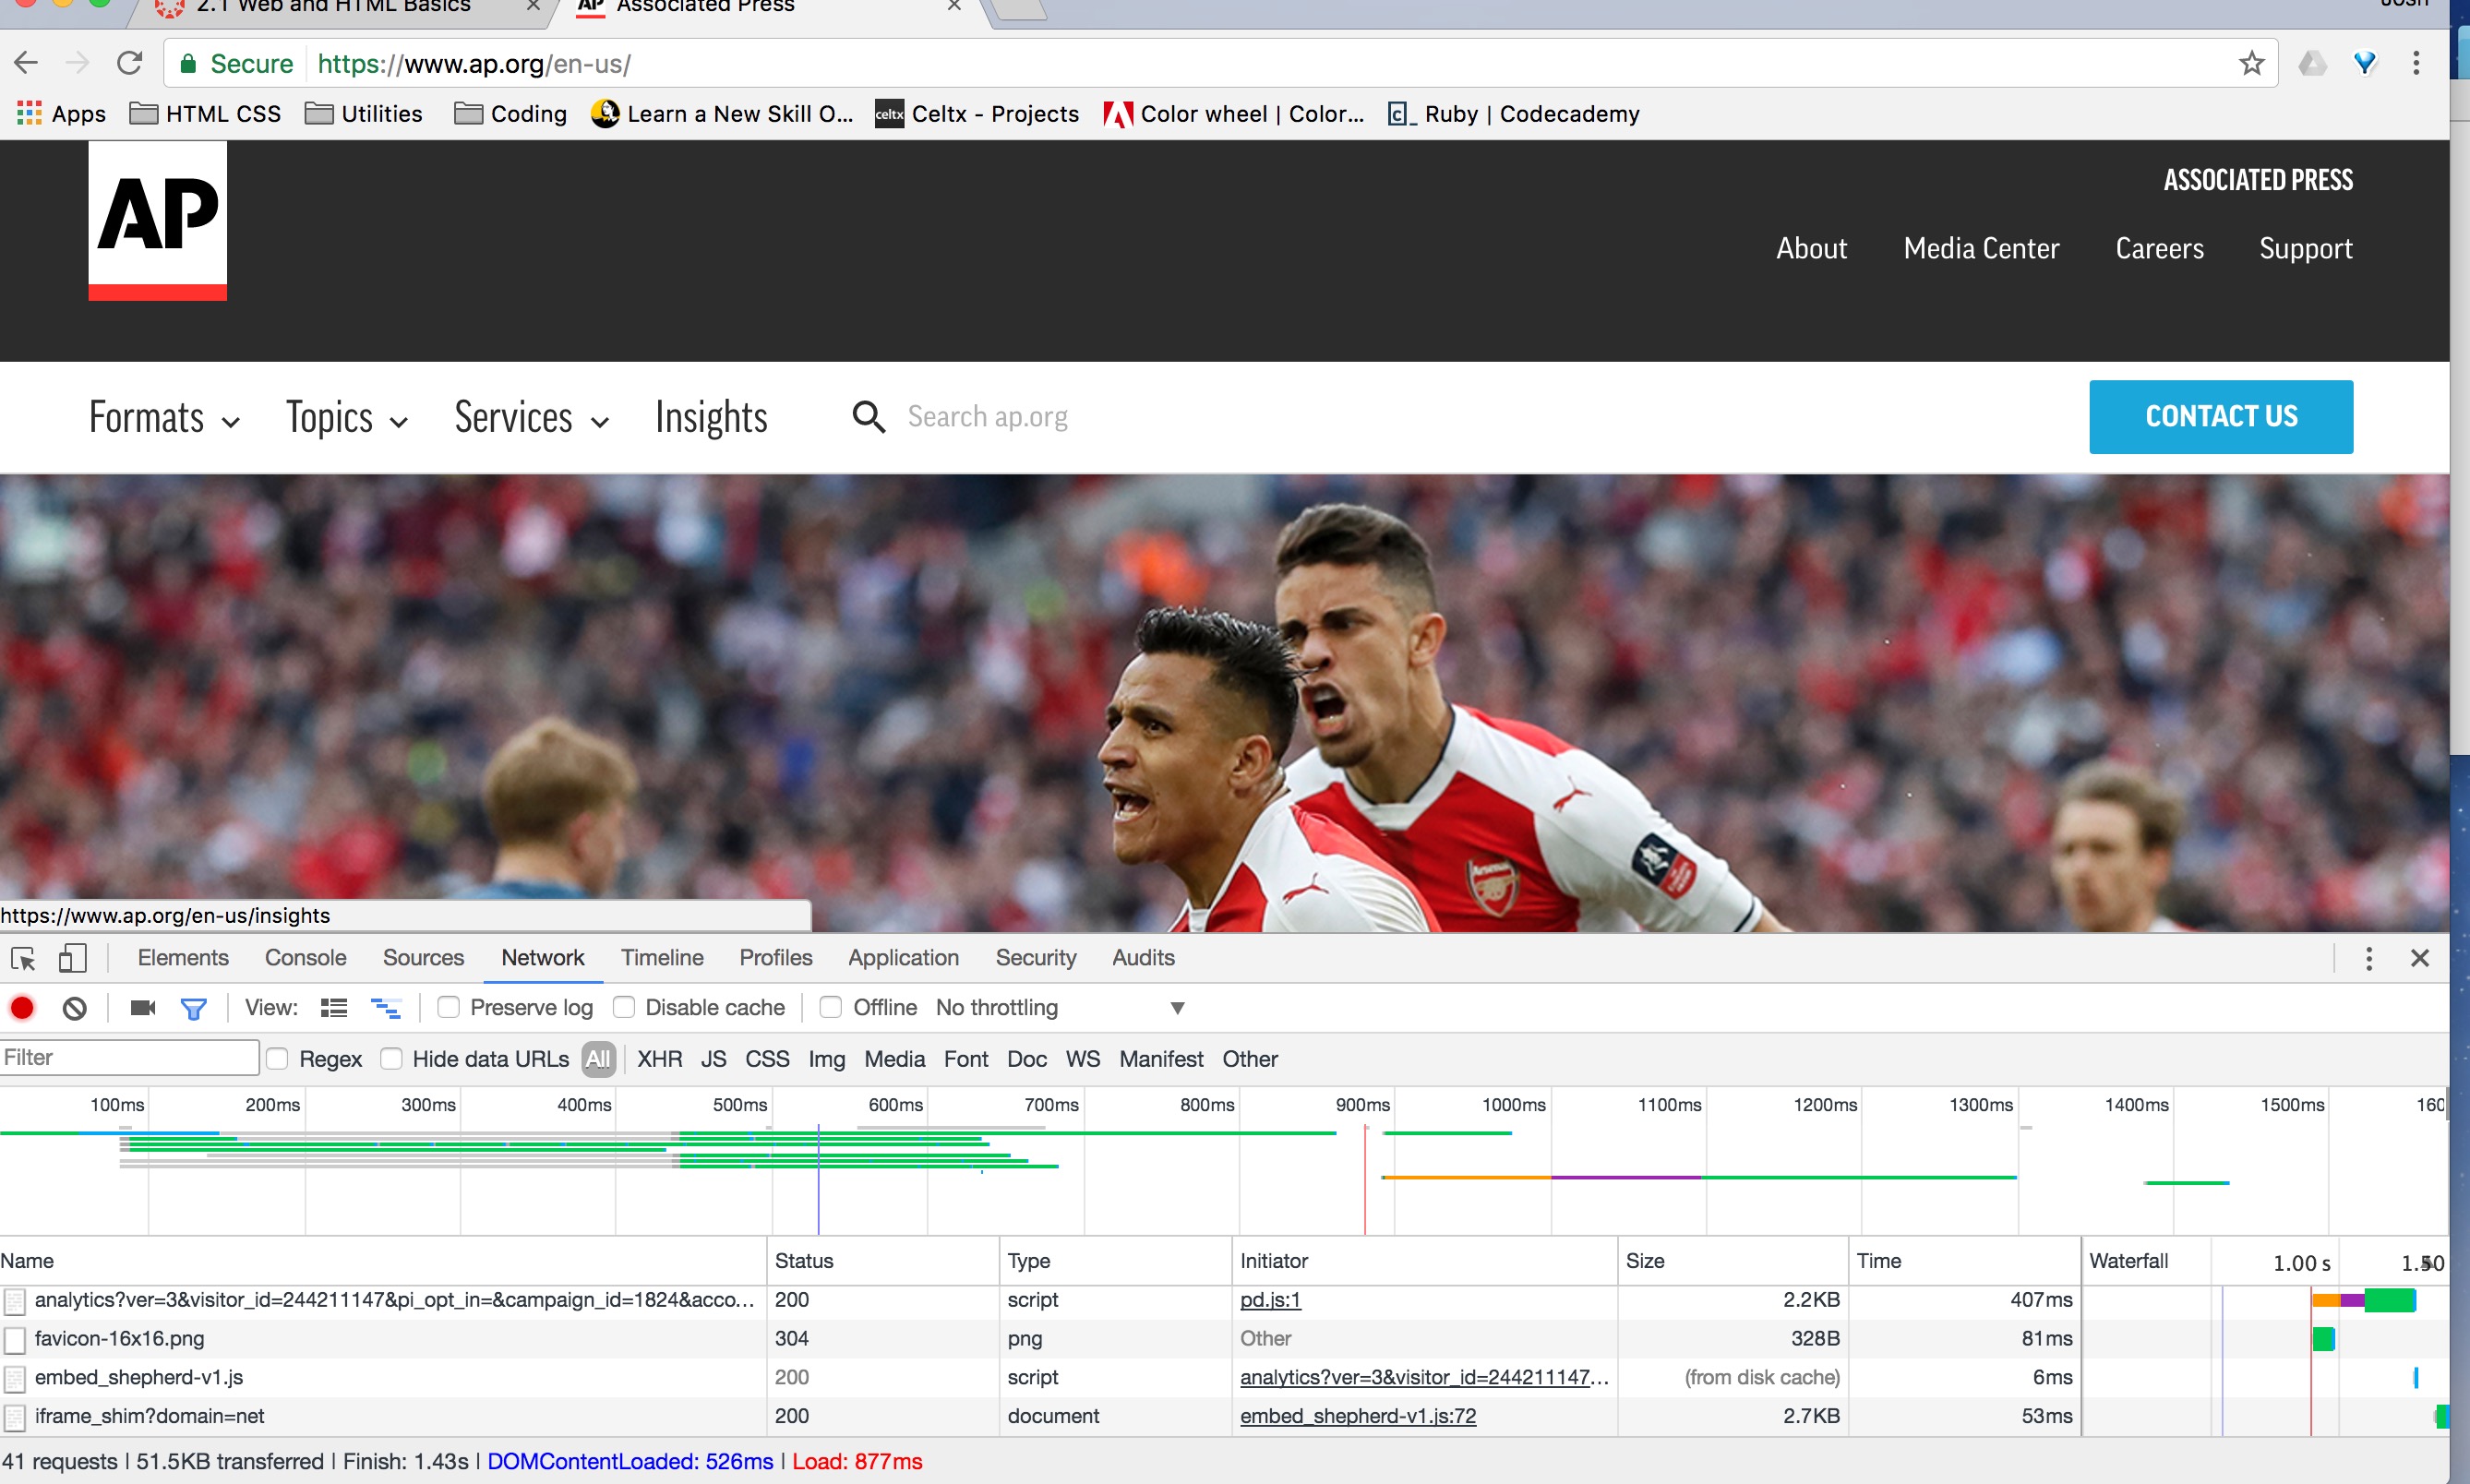 2.1 Web and HTML Basics
AP Associated Press
Josh
Secure https://www.ap.org/en-us/
Apps HTML CSS Utilities Coding Learn a New Skill O... celtx Celtx - Projects Color wheel | Color... c_ Ruby | Codecademy
AP
ASSOCIATED PRESS
About Media Center Careers Support
Formats Topics Services Insights Search ap.org CONTACT US
Arsenal
https://www.ap.org/en-us/insights
Elements Console Sources Network Timeline Profiles Application Security Audits
View: Preserve log Disable cache Offline No throttling
Filter Regex Hide data URLs All XHR JS CSS Img Media Font Doc WS Manifest Other
100ms 200ms 300ms 400ms 500ms 600ms 700ms 800ms 900ms 1000ms 1100ms 1200ms 1300ms 1400ms 1500ms 160
Name Status Type Initiator Size Time Waterfall 1.00 s 1.50
analytics?ver=3&visitor_id=244211147&pi_opt_in=&campaign_id=1824&acco... 200 script pd.js:1 2.2KB 407ms
favicon-16x16.png 304 png Other 328B 81ms
embed_shepherd-v1.js 200 script analytics?ver=3&visitor_id=244211147... (from disk cache) 6ms
iframe_shim?domain=net 200 document embed_shepherd-v1.js:72 2.7KB 53ms
41 requests | 51.5KB transferred | Finish: 1.43s | DOMContentLoaded: 526ms | Load: 877ms